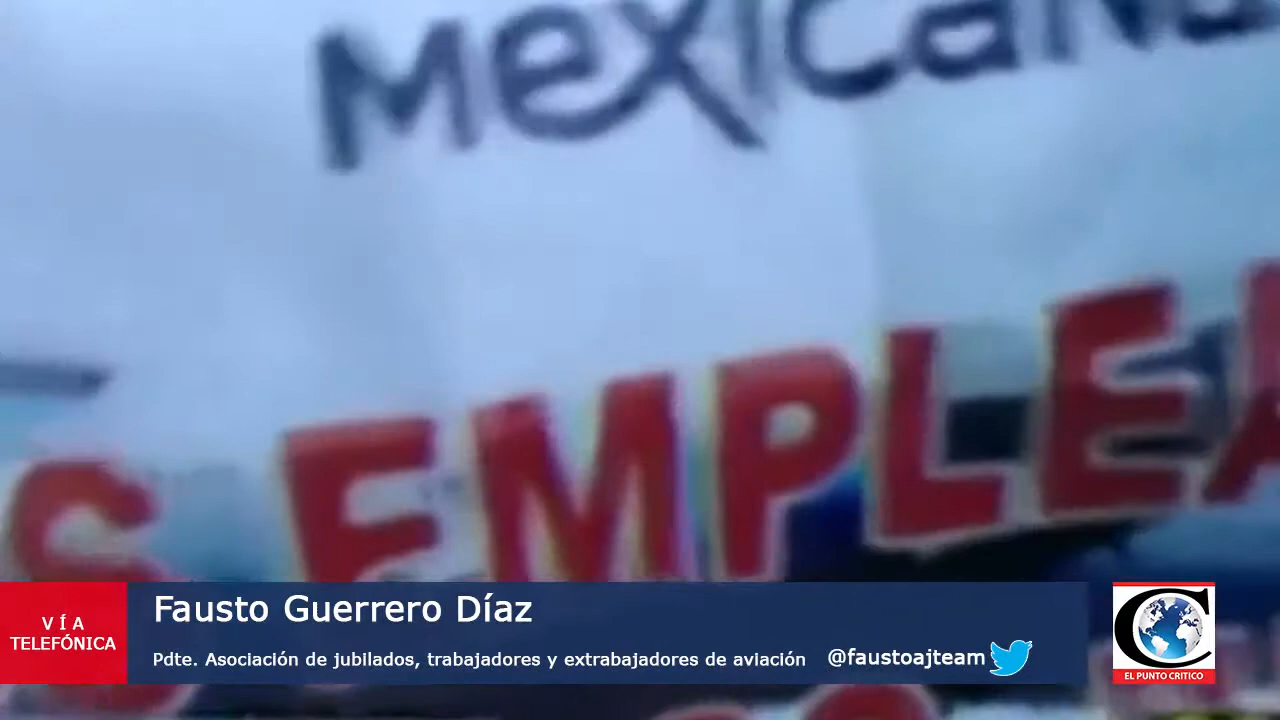 Mexicana
S EMPLEA
VÍA
TELEFÓNICA
Fausto Guerrero Díaz
Pdte. Asociación de jubilados, trabajadores y extrabajadores de aviación
@faustoajteam
C
EL PUNTO CRITICO